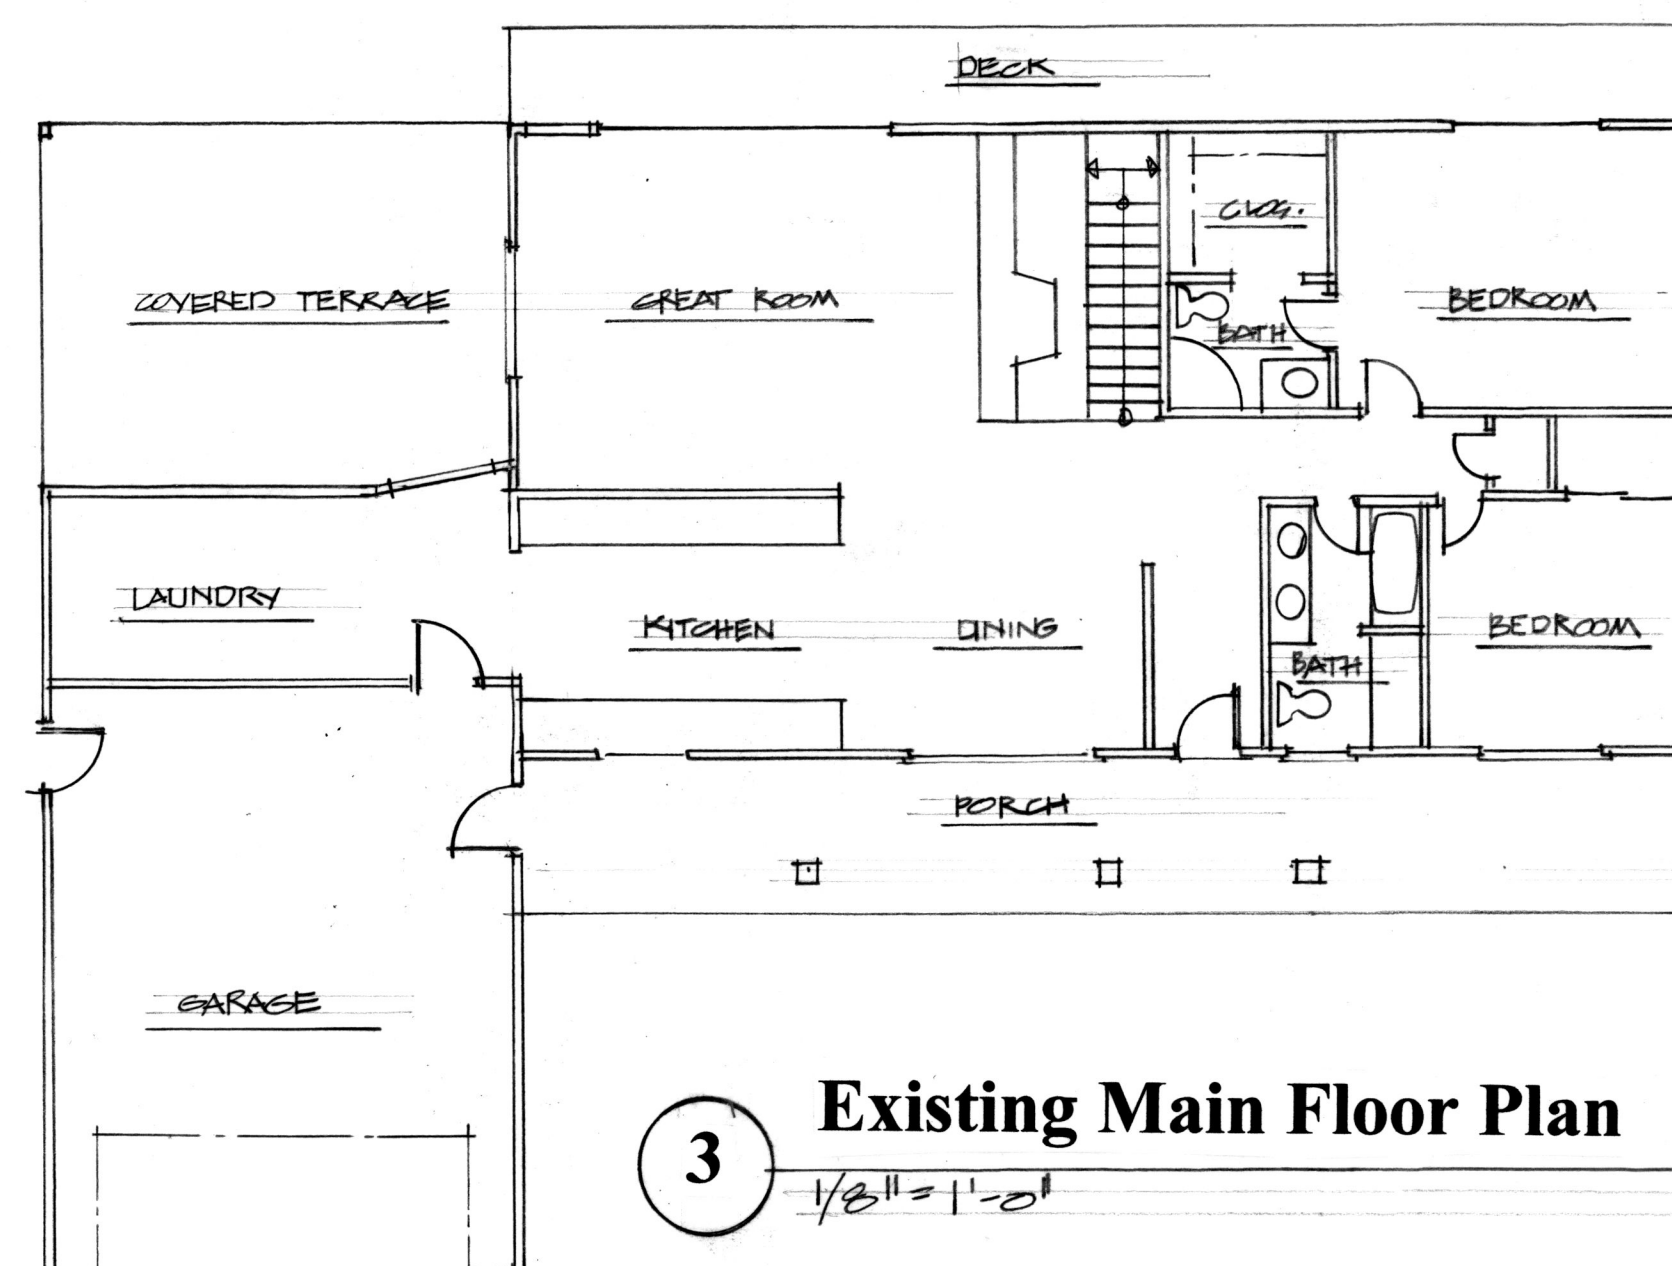 DECK
CLOS.
COVERED TERRACE
GREAT ROOM
BEDROOM
BATH
LAUNDRY
KITCHEN
DINING
BEDROOM
BATH
PORCH
GARAGE
3
Existing Main Floor Plan
1/8" = 1'-0"